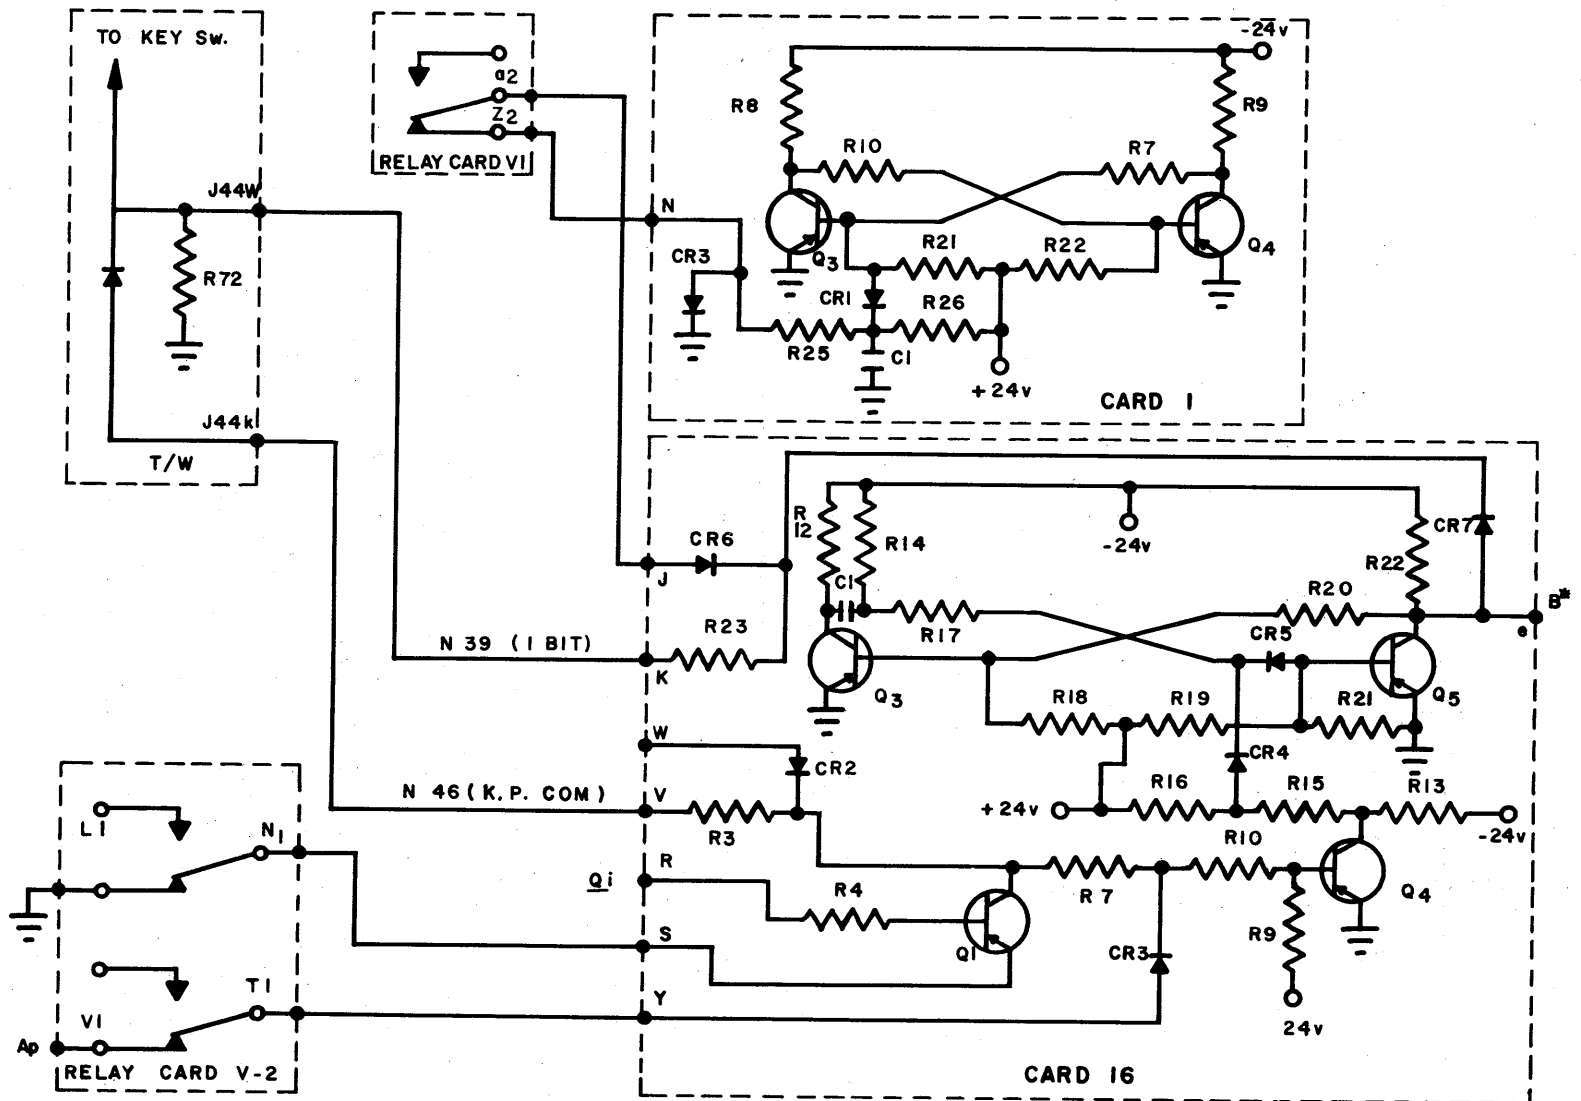 TO KEY SW.
J44W
R72
J44k
T/W
a2
Z2
RELAY CARD V1
-24v
R8
R9
R10
R7
N
Q3
Q4
R21
R22
CR3
CR1
R26
R25
C1
+24v
CARD 1
R12
R14
-24v
CR7
CR6
J
C1
R22
R17
R20
B*
e
N 39 (1 BIT)
R23
K
CR5
Q3
Q5
R18
R19
R21
W
CR2
CR4
N 46 (K.P. COM)
V
R3
+24v
R16
R15
R13
-24v
R10
L1
N1
R
Qi
R4
R7
Q4
S
Q1
CR3
R9
T1
Y
24v
V1
Ap
RELAY CARD V-2
CARD 16